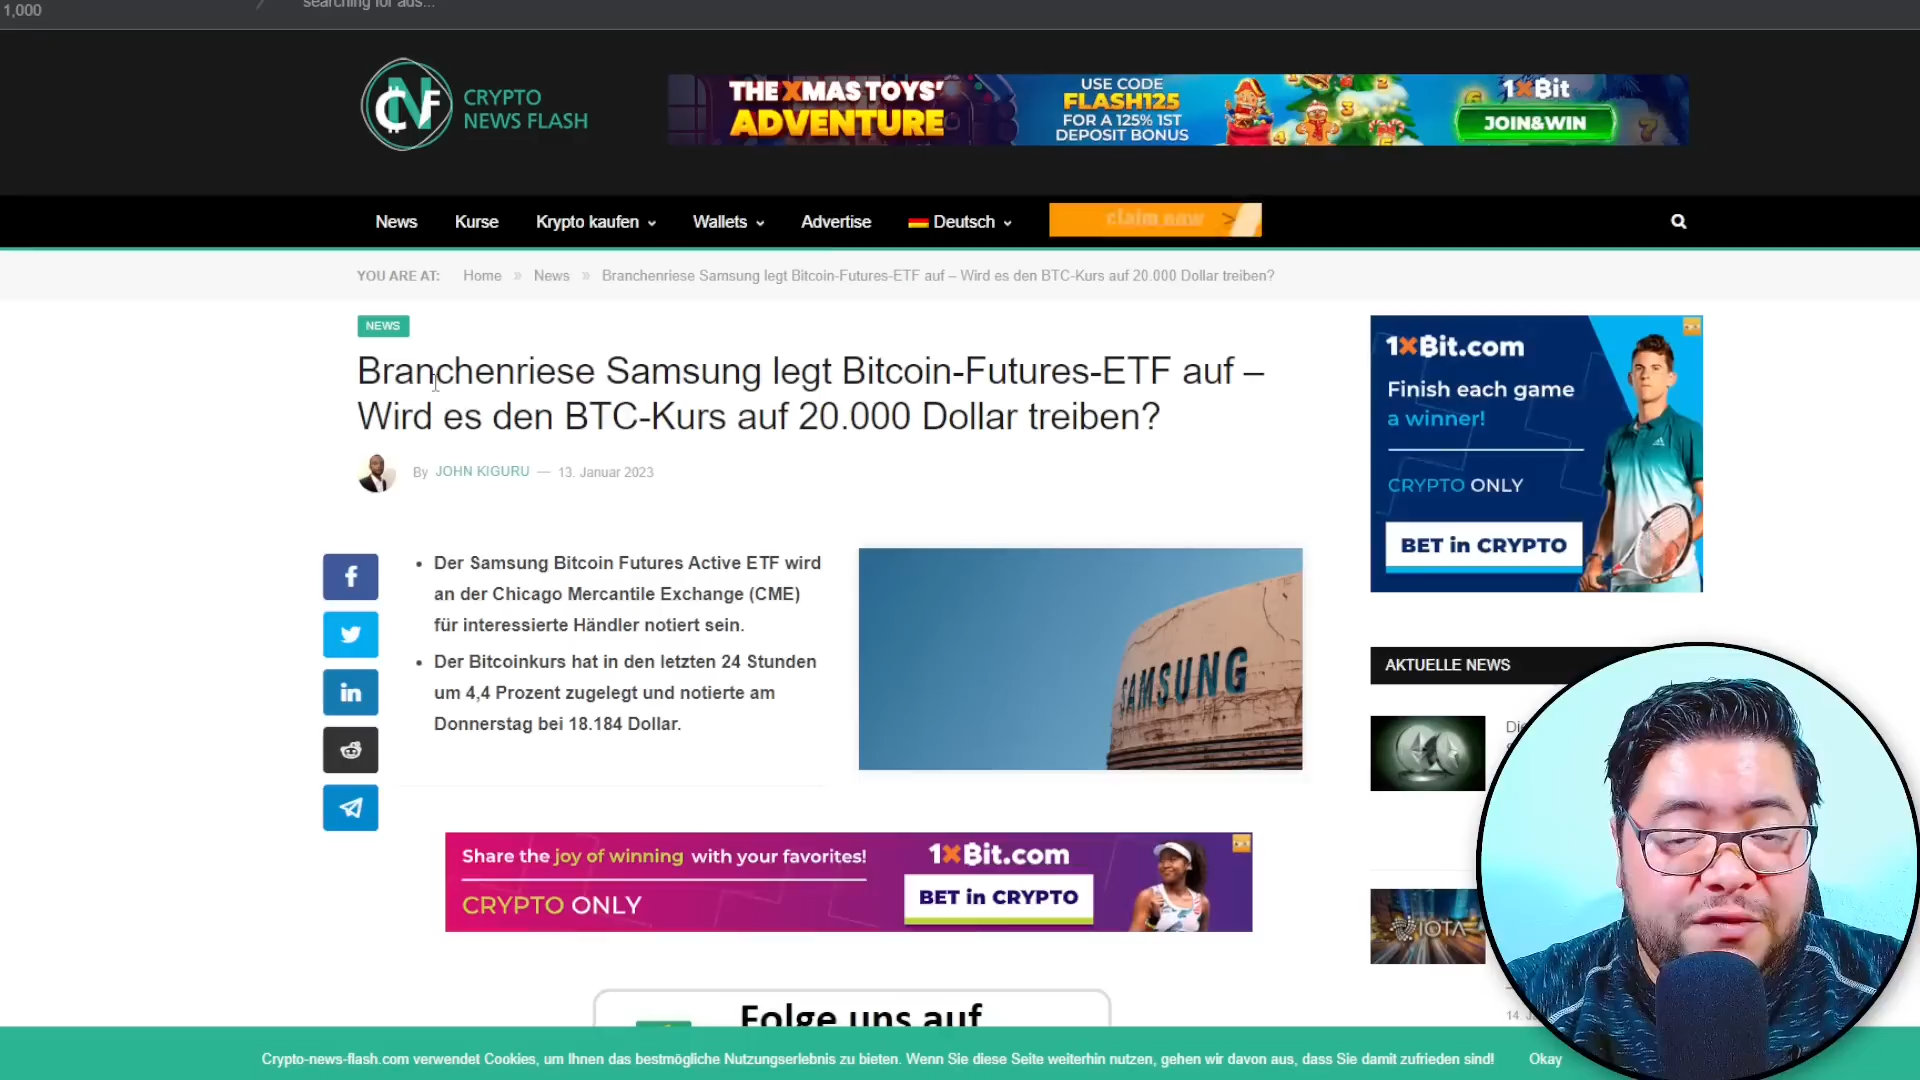 1,000
searching for ads...
CRYPTO
NEWS FLASH
THE XMAS TOYS'
ADVENTURE
USE CODE
FLASH125
FOR A 125% 1ST
DEPOSIT BONUS
1XBit
JOIN&WIN
News Kurse Krypto kaufen Wallets Advertise Deutsch claim now >
YOU ARE AT: Home » News » Branchenriese Samsung legt Bitcoin-Futures-ETF auf – Wird es den BTC-Kurs auf 20.000 Dollar treiben?
NEWS
Branchenriese Samsung legt Bitcoin-Futures-ETF auf –
Wird es den BTC-Kurs auf 20.000 Dollar treiben?
By JOHN KIGURU — 13. Januar 2023
• Der Samsung Bitcoin Futures Active ETF wird
an der Chicago Mercantile Exchange (CME)
für interessierte Händler notiert sein.
• Der Bitcoinkurs hat in den letzten 24 Stunden
um 4,4 Prozent zugelegt und notierte am
Donnerstag bei 18.184 Dollar.
SAMSUNG
1XBit.com
Finish each game
a winner!
CRYPTO ONLY
BET in CRYPTO
AKTUELLE NEWS
IOTA
Share the joy of winning with your favorites!
CRYPTO ONLY
1XBit.com
BET in CRYPTO
Folge uns auf
Crypto-news-flash.com verwendet Cookies, um Ihnen das bestmögliche Nutzungserlebnis zu bieten. Wenn Sie diese Seite weiterhin nutzen, gehen wir davon aus, dass Sie damit zufrieden sind! Okay